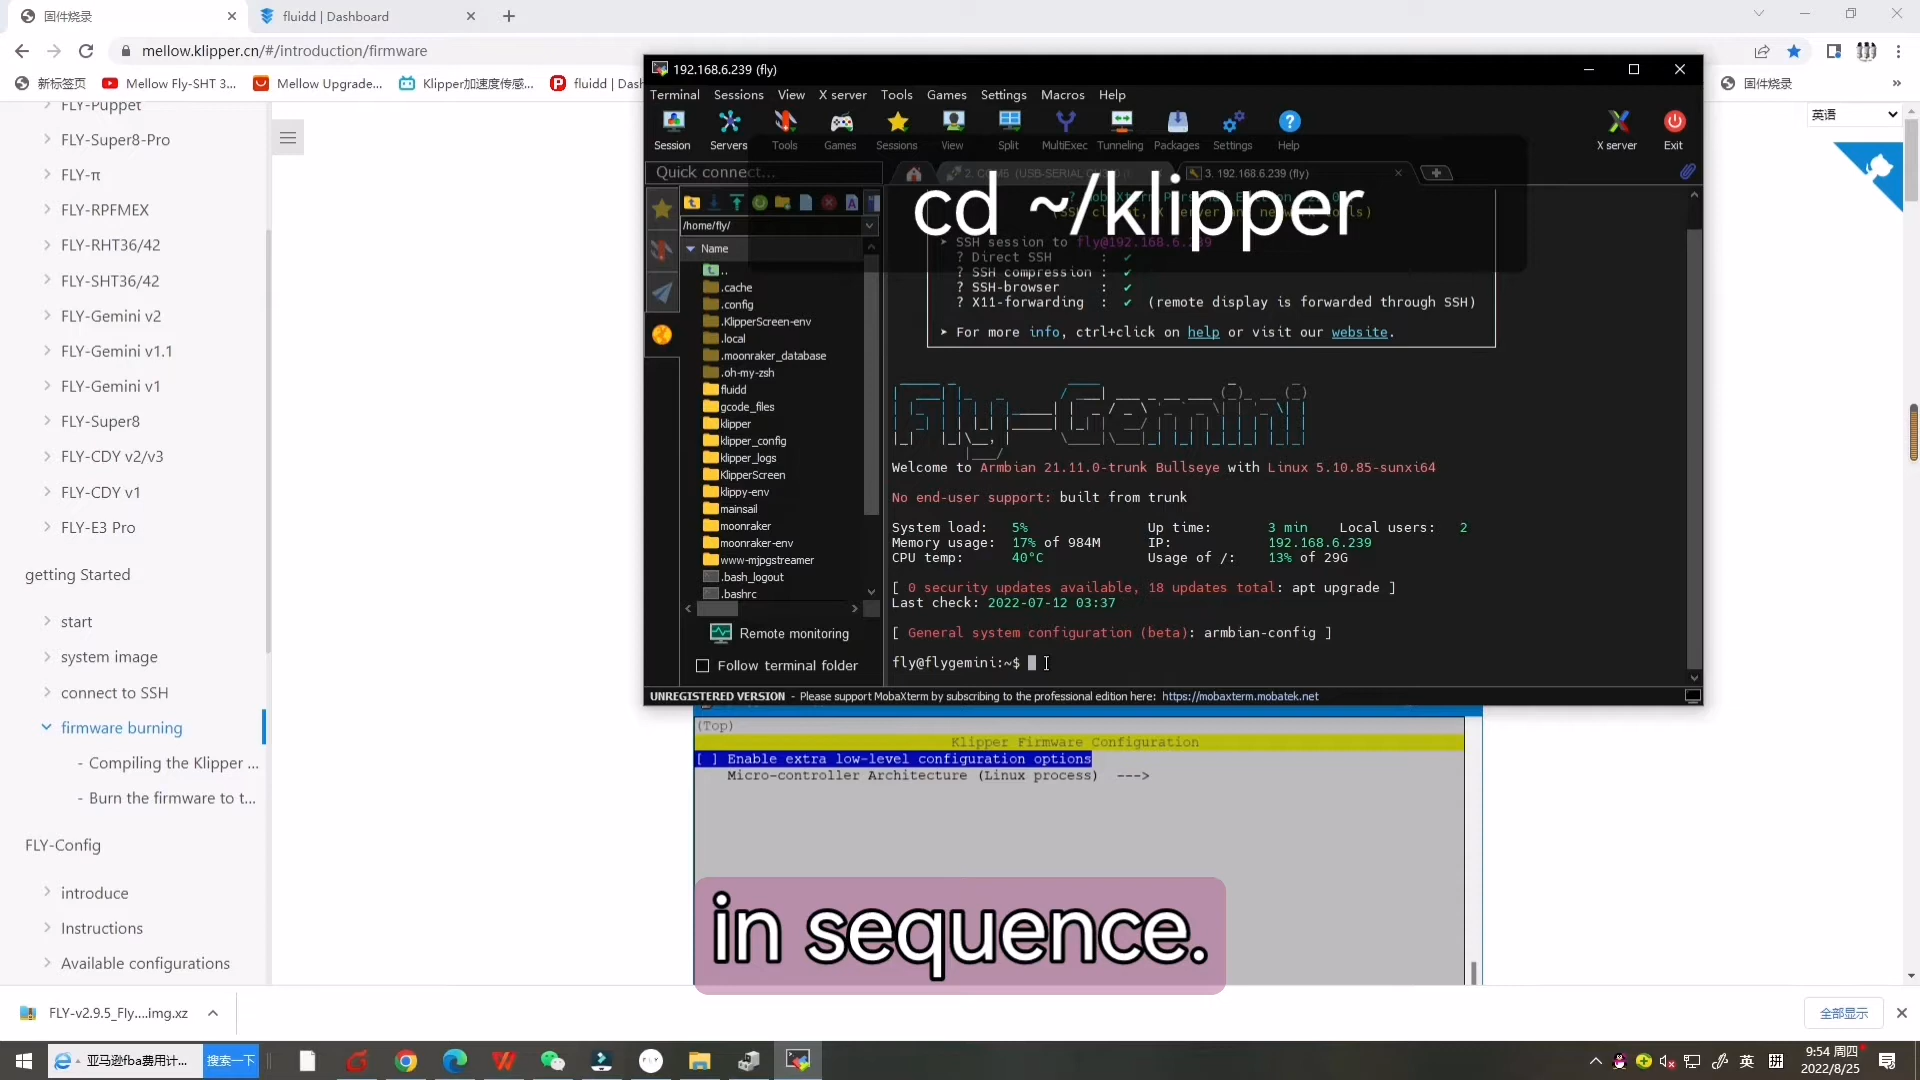 固件烧录
fluidd | Dashboard
mellow.klipper.cn/#/introduction/firmware
新标签页
Mellow Fly-SHT 3...
Mellow Upgrade...
Klipper加速度传感...
fluidd | Dash
固件烧录
»
英语
FLY-Puppet
FLY-Super8-Pro
FLY-π
FLY-RPFMEX
FLY-RHT36/42
FLY-SHT36/42
FLY-Gemini v2
FLY-Gemini v1.1
FLY-Gemini v1
FLY-Super8
FLY-CDY v2/v3
FLY-CDY v1
FLY-E3 Pro
getting Started
start
system image
connect to SSH
firmware burning
- Compiling the Klipper ...
- Burn the firmware to t...
FLY-Config
introduce
Instructions
Available configurations
192.168.6.239 (fly)
Terminal Sessions View X server Tools Games Settings Macros Help
Session Servers Tools Games Sessions View Split MultiExec Tunneling Packages Settings Help X server Exit
Quick connect...
3. 192.168.6.239 (fly)
cd ~/klipper
/home/fly/
Name
..
.cache
.config
.KlipperScreen-env
.local
.moonraker_database
.oh-my-zsh
fluidd
gcode_files
klipper
klipper_config
klipper_logs
KlipperScreen
klippy-env
mainsail
moonraker
moonraker-env
www-mjpgstreamer
.bash_logout
.bashrc
Remote monitoring
Follow terminal folder
➤ SSH session to fly@192.168.6.239
? Direct SSH : ✔
? SSH compression : ✔
? SSH-browser : ✔
? X11-forwarding : ✔ (remote display is forwarded through SSH)
➤ For more info, ctrl+click on help or visit our website.
Fly-Gemini
Welcome to Armbian 21.11.0-trunk Bullseye with Linux 5.10.85-sunxi64
No end-user support: built from trunk
System load: 5% Up time: 3 min Local users: 2
Memory usage: 17% of 984M IP: 192.168.6.239
CPU temp: 40°C Usage of /: 13% of 29G
[ 0 security updates available, 18 updates total: apt upgrade ]
Last check: 2022-07-12 03:37
[ General system configuration (beta): armbian-config ]
fly@flygemini:~$
UNREGISTERED VERSION - Please support MobaXterm by subscribing to the professional edition here: https://mobaxterm.mobatek.net
(Top)
Klipper Firmware Configuration
[ ] Enable extra low-level configuration options
Micro-controller Architecture (Linux process) --->
in sequence.
FLY-v2.9.5_Fly....img.xz
全部显示
亚马逊fba费用计...
搜索一下
英
拼
9:54 周四
2022/8/25